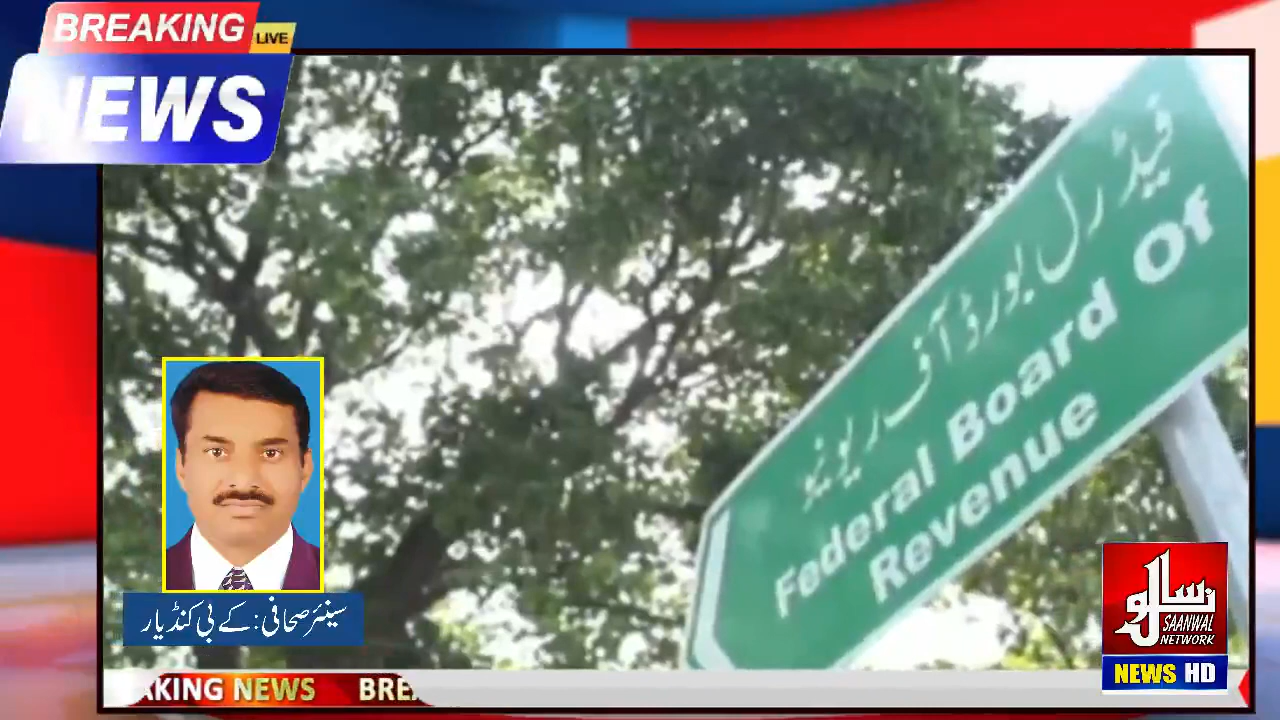 BREAKING
LIVE
NEWS
فیڈرل بورڈ آف ریونیو
Federal Board Of
Revenue
سینئر صحافی: کے بی کنڈیار
AKING NEWS BREA
سانول
SAANWAL
NETWORK
NEWS HD